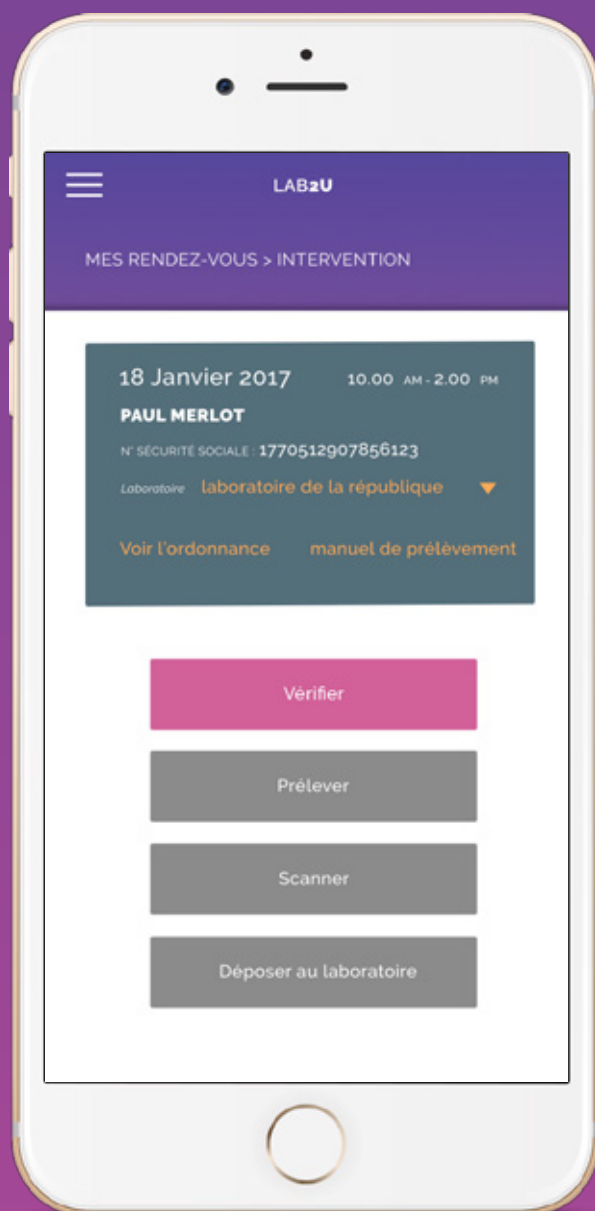 LAB2U
MES RENDEZ-VOUS > INTERVENTION
18 Janvier 2017 10.00 AM - 2.00 PM
PAUL MERLOT
N° SÉCURITÉ SOCIALE : 1770512907856123
Laboratoire laboratoire de la république
Voir l'ordonnance manuel de prélèvement
Vérifier
Prélever
Scanner
Déposer au laboratoire